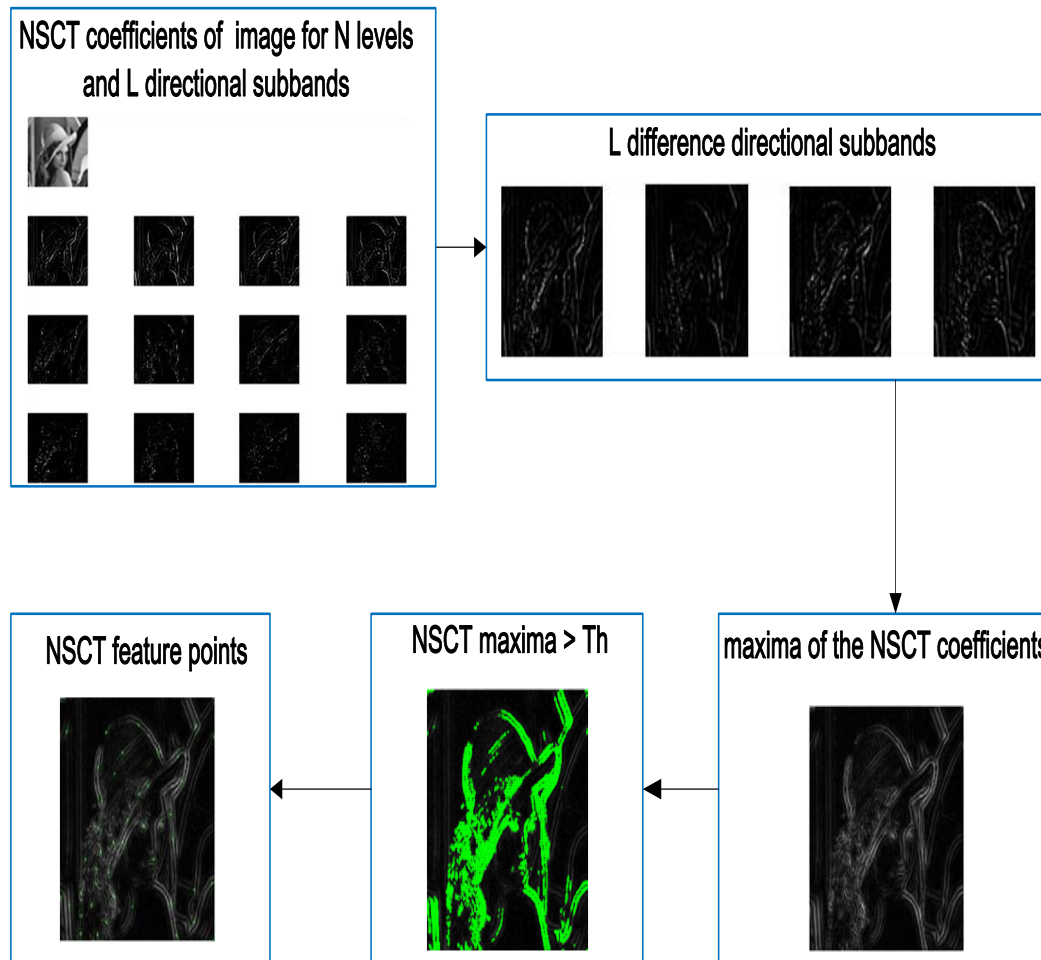 NSCT coefficients of image for N levels
and L directional subbands
L difference directional subbands
maxima of the NSCT coefficients
NSCT maxima > Th
NSCT feature points